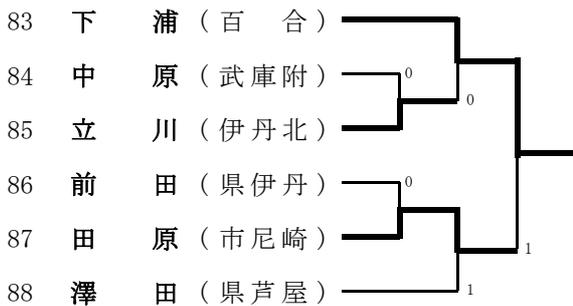 83 下 浦 ( 百 合 )
84 中 原 ( 武庫附 ) 0
0
85 立 川 ( 伊丹北 )
86 前 田 ( 県伊丹 ) 0
87 田 原 ( 市尼崎 )
1
88 澤 田 ( 県芦屋 ) 1